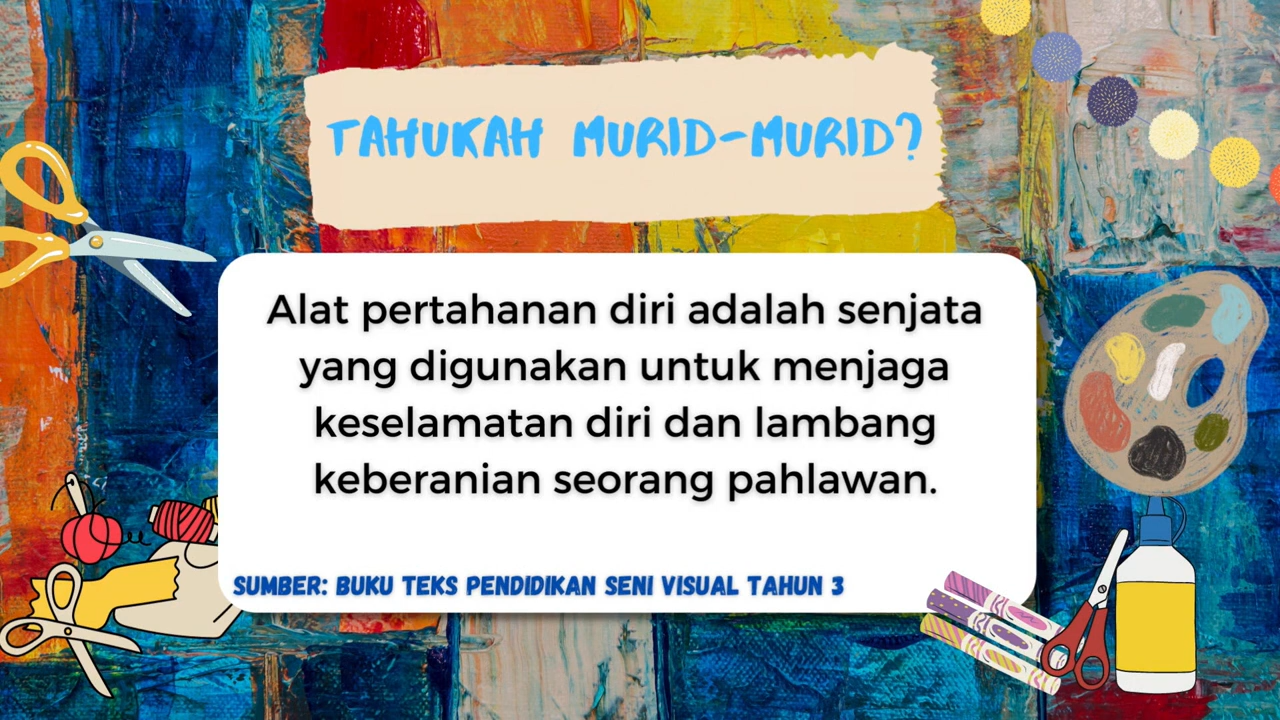 TAHUKAH MURID-MURID?
Alat pertahanan diri adalah senjata
yang digunakan untuk menjaga
keselamatan diri dan lambang
keberanian seorang pahlawan.
SUMBER: BUKU TEKS PENDIDIKAN SENI VISUAL TAHUN 3